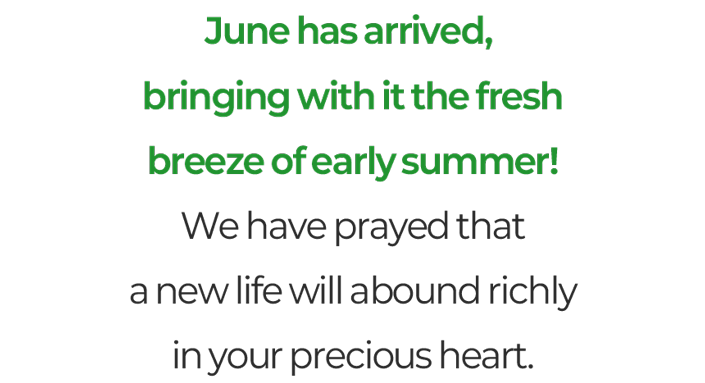 June has arrived,
bringing with it the fresh
breeze of early summer!
We have prayed that
a new life will abound richly
in your precious heart.